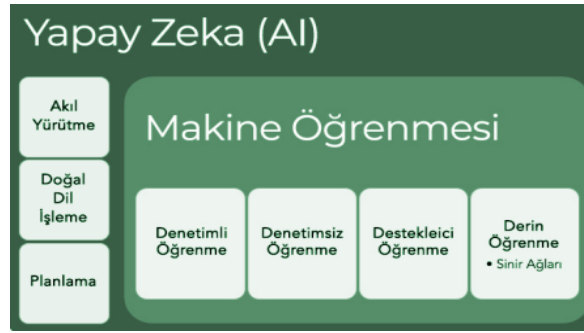 Yapay Zeka (AI)
Akıl
Yürütme
Doğal
Dil
İşleme
Planlama
Makine Öğrenmesi
Denetimli
Öğrenme
Denetimsiz
Öğrenme
Destekleici
Öğrenme
Derin
Öğrenme
• Sinir Ağları